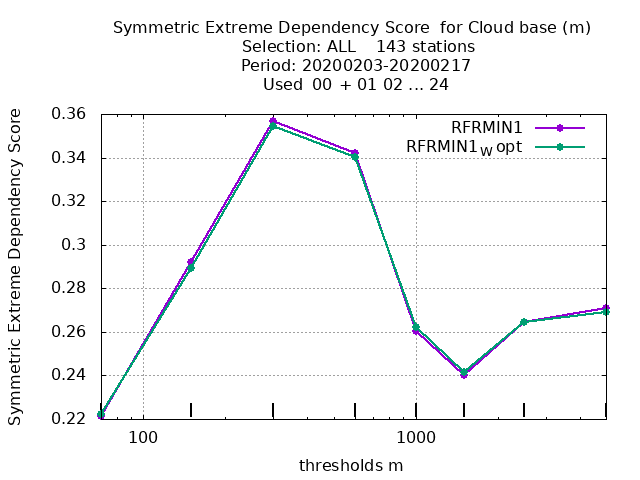 Symmetric Extreme Dependency Score for Cloud base (m)
Selection: ALL 143 stations
Period: 20200203-20200217
Used 00 + 01 02 ... 24
Symmetric Extreme Dependency Score
0.36
0.34
0.32
0.3
0.28
0.26
0.24
0.22
RFRMIN1
RFRMIN1W opt
100 1000
thresholds m